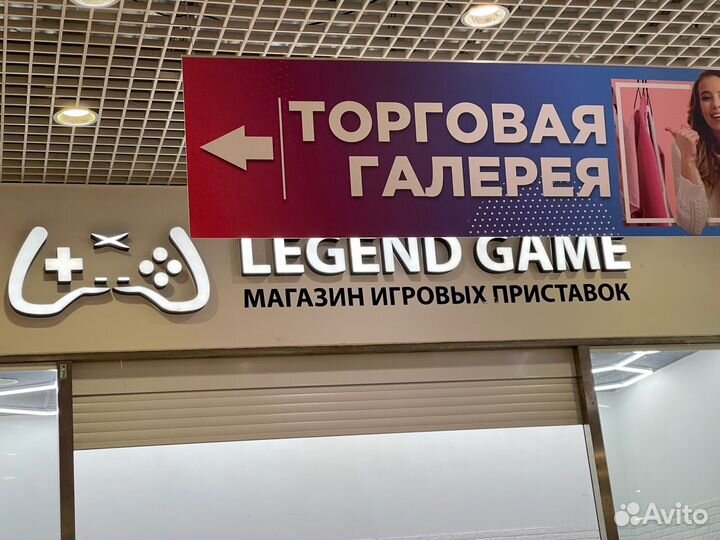 ТОРГОВАЯ
ГАЛЕРЕЯ
LEGEND GAME
МАГАЗИН ИГРОВЫХ ПРИСТАВОК
Avito